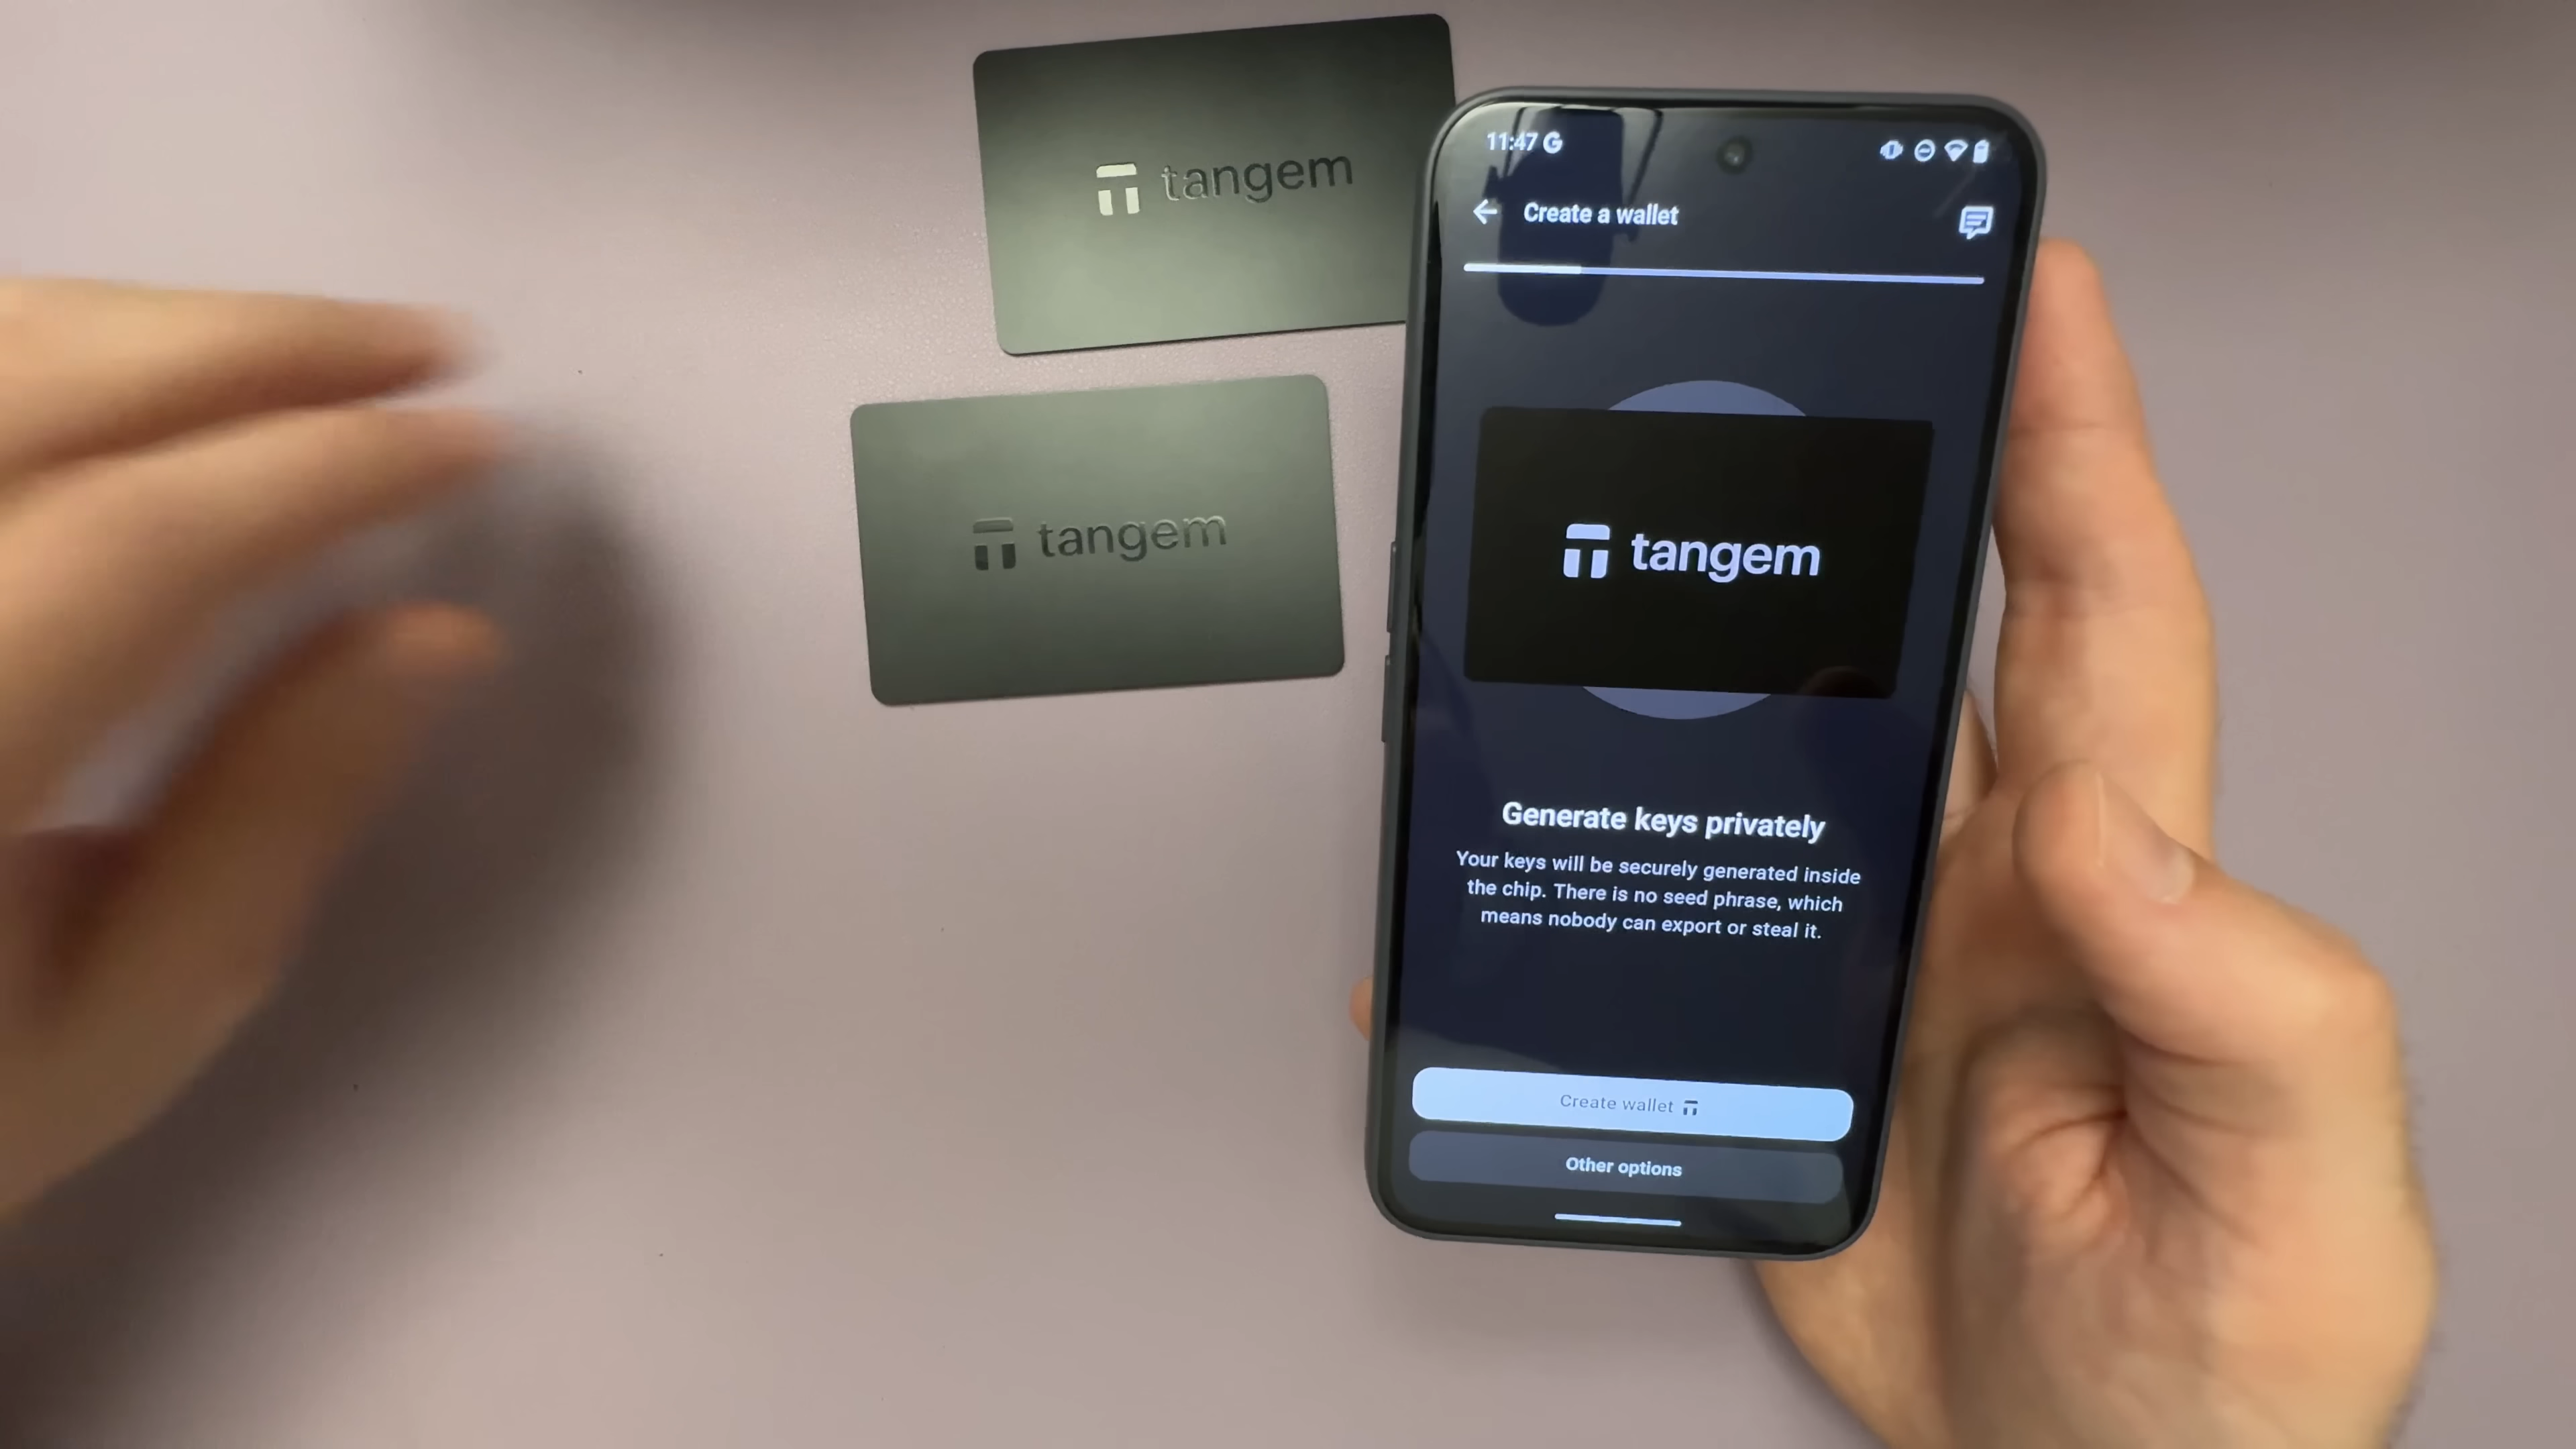 tangem
tangem
11:47 G
Create a wallet
tangem
Generate keys privately
Your keys will be securely generated inside
the chip. There is no seed phrase, which
means nobody can export or steal it.
Create wallet
Other options